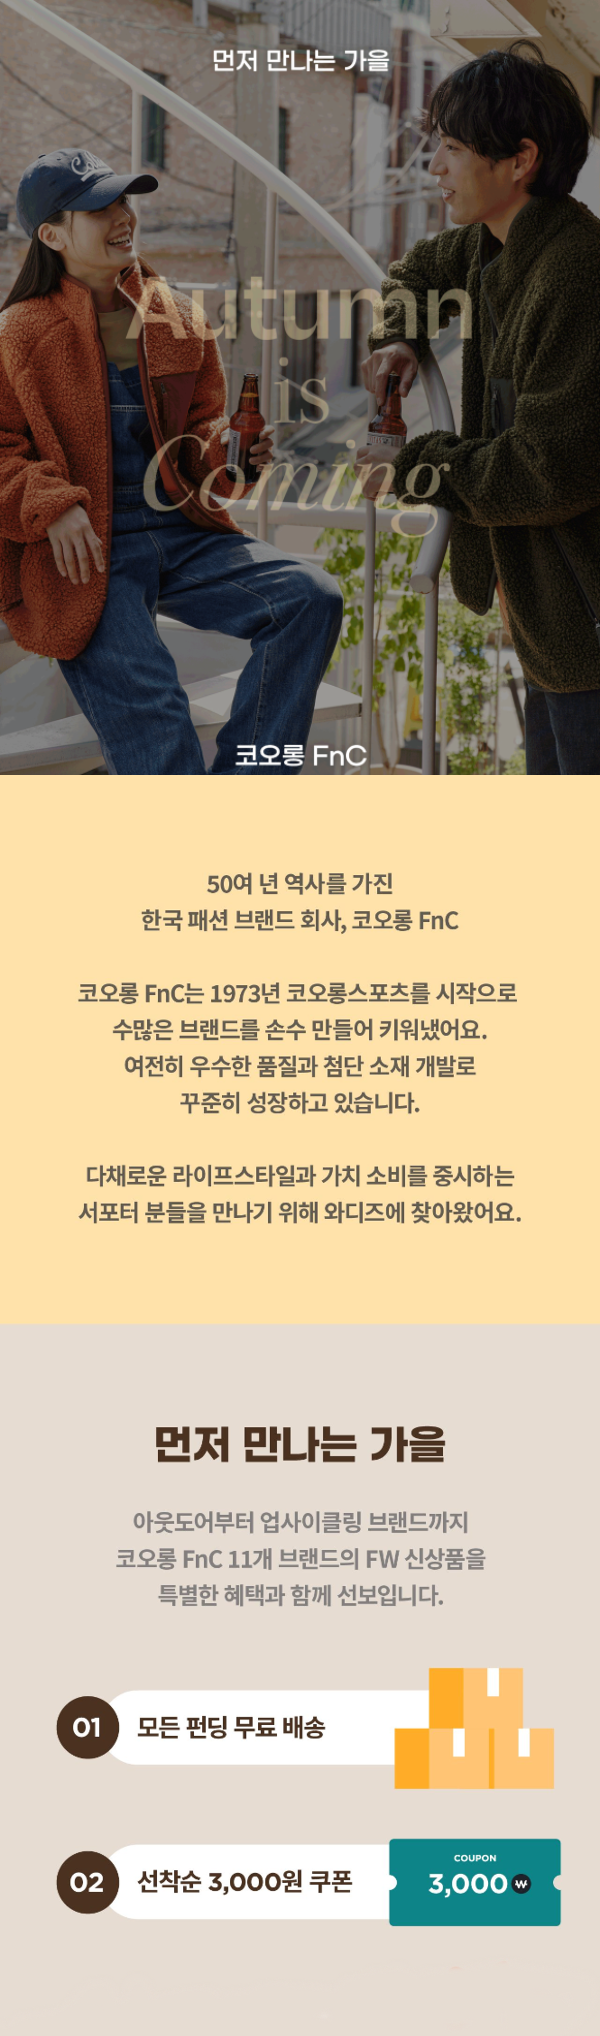 먼저 만나는 가을
Autumn
is
Coming
코오롱 FnC
50여 년 역사를 가진
한국 패션 브랜드 회사, 코오롱 FnC
코오롱 FnC는 1973년 코오롱스포츠를 시작으로
수많은 브랜드를 손수 만들어 키워냈어요.
여전히 우수한 품질과 첨단 소재 개발로
꾸준히 성장하고 있습니다.
다채로운 라이프스타일과 가치 소비를 중시하는
서포터 분들을 만나기 위해 와디즈에 찾아왔어요.
먼저 만나는 가을
아웃도어부터 업사이클링 브랜드까지
코오롱 FnC 11개 브랜드의 FW 신상품을
특별한 혜택과 함께 선보입니다.
01 모든 펀딩 무료 배송
02 선착순 3,000원 쿠폰
COUPON
3,000 ₩